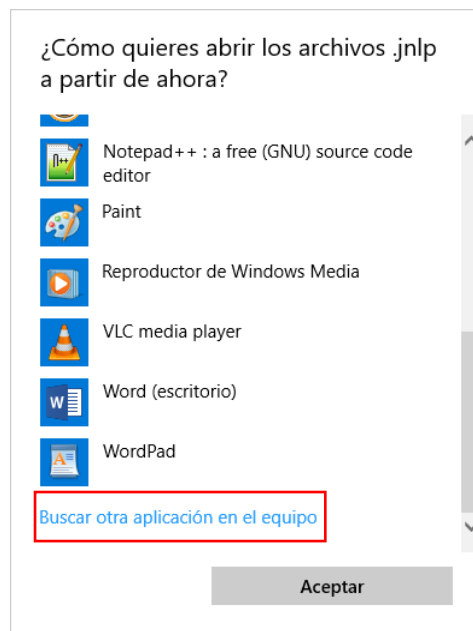 ¿Cómo quieres abrir los archivos .jnlp
a partir de ahora?
Notepad++ : a free (GNU) source code
editor
Paint
Reproductor de Windows Media
VLC media player
Word (escritorio)
WordPad
Buscar otra aplicación en el equipo
Aceptar